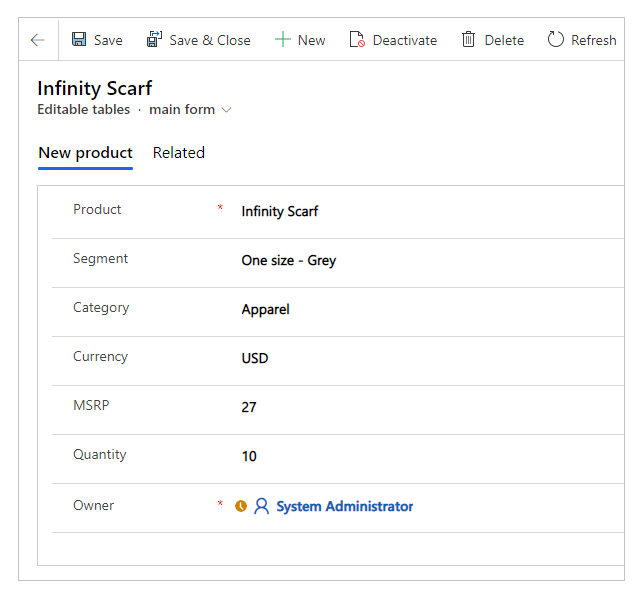 Save Save & Close New Deactivate Delete Refresh
Infinity Scarf
Editable tables · main form
New product Related
Product * Infinity Scarf
Segment One size - Grey
Category Apparel
Currency USD
MSRP 27
Quantity 10
Owner * System Administrator